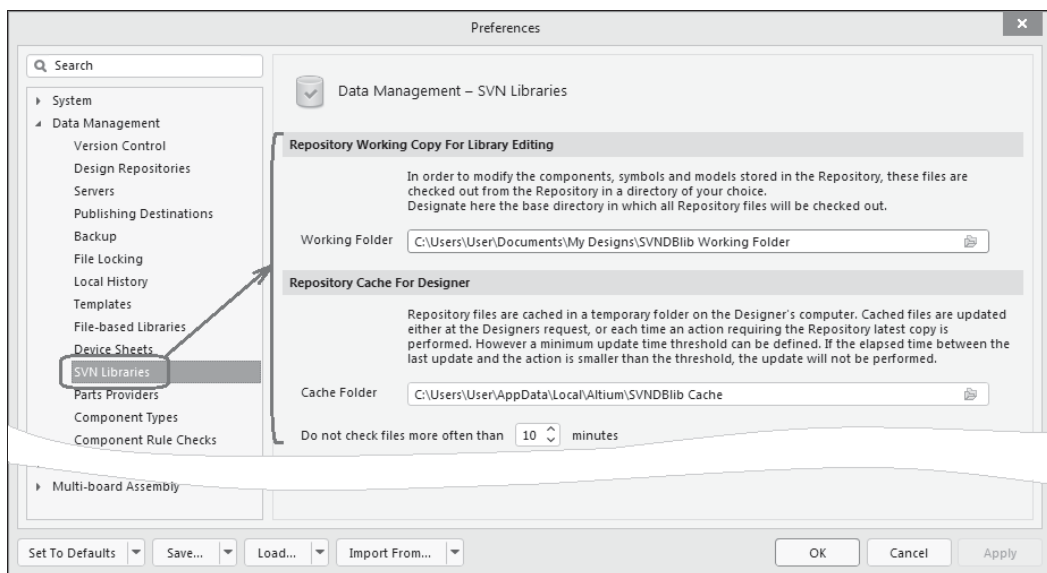 Preferences
Search
System
Data Management
Version Control
Design Repositories
Servers
Publishing Destinations
Backup
File Locking
Local History
Templates
File-based Libraries
Device Sheets
SVN Libraries
Parts Providers
Component Types
Component Rule Checks
Multi-board Assembly
Data Management – SVN Libraries
Repository Working Copy For Library Editing
In order to modify the components, symbols and models stored in the Repository, these files are
checked out from the Repository in a directory of your choice.
Designate here the base directory in which all Repository files will be checked out.
Working Folder C:\Users\User\Documents\My Designs\SVNDBlib Working Folder
Repository Cache For Designer
Repository files are cached in a temporary folder on the Designer's computer. Cached files are updated
either at the Designers request, or each time an action requiring the Repository latest copy is
performed. However a minimum update time threshold can be defined. If the elapsed time between the
last update and the action is smaller than the threshold, the update will not be performed.
Cache Folder C:\Users\User\AppData\Local\Altium\SVNDBlib Cache
Do not check files more often than 10 minutes
Set To Defaults Save... Load... Import From... OK Cancel Apply